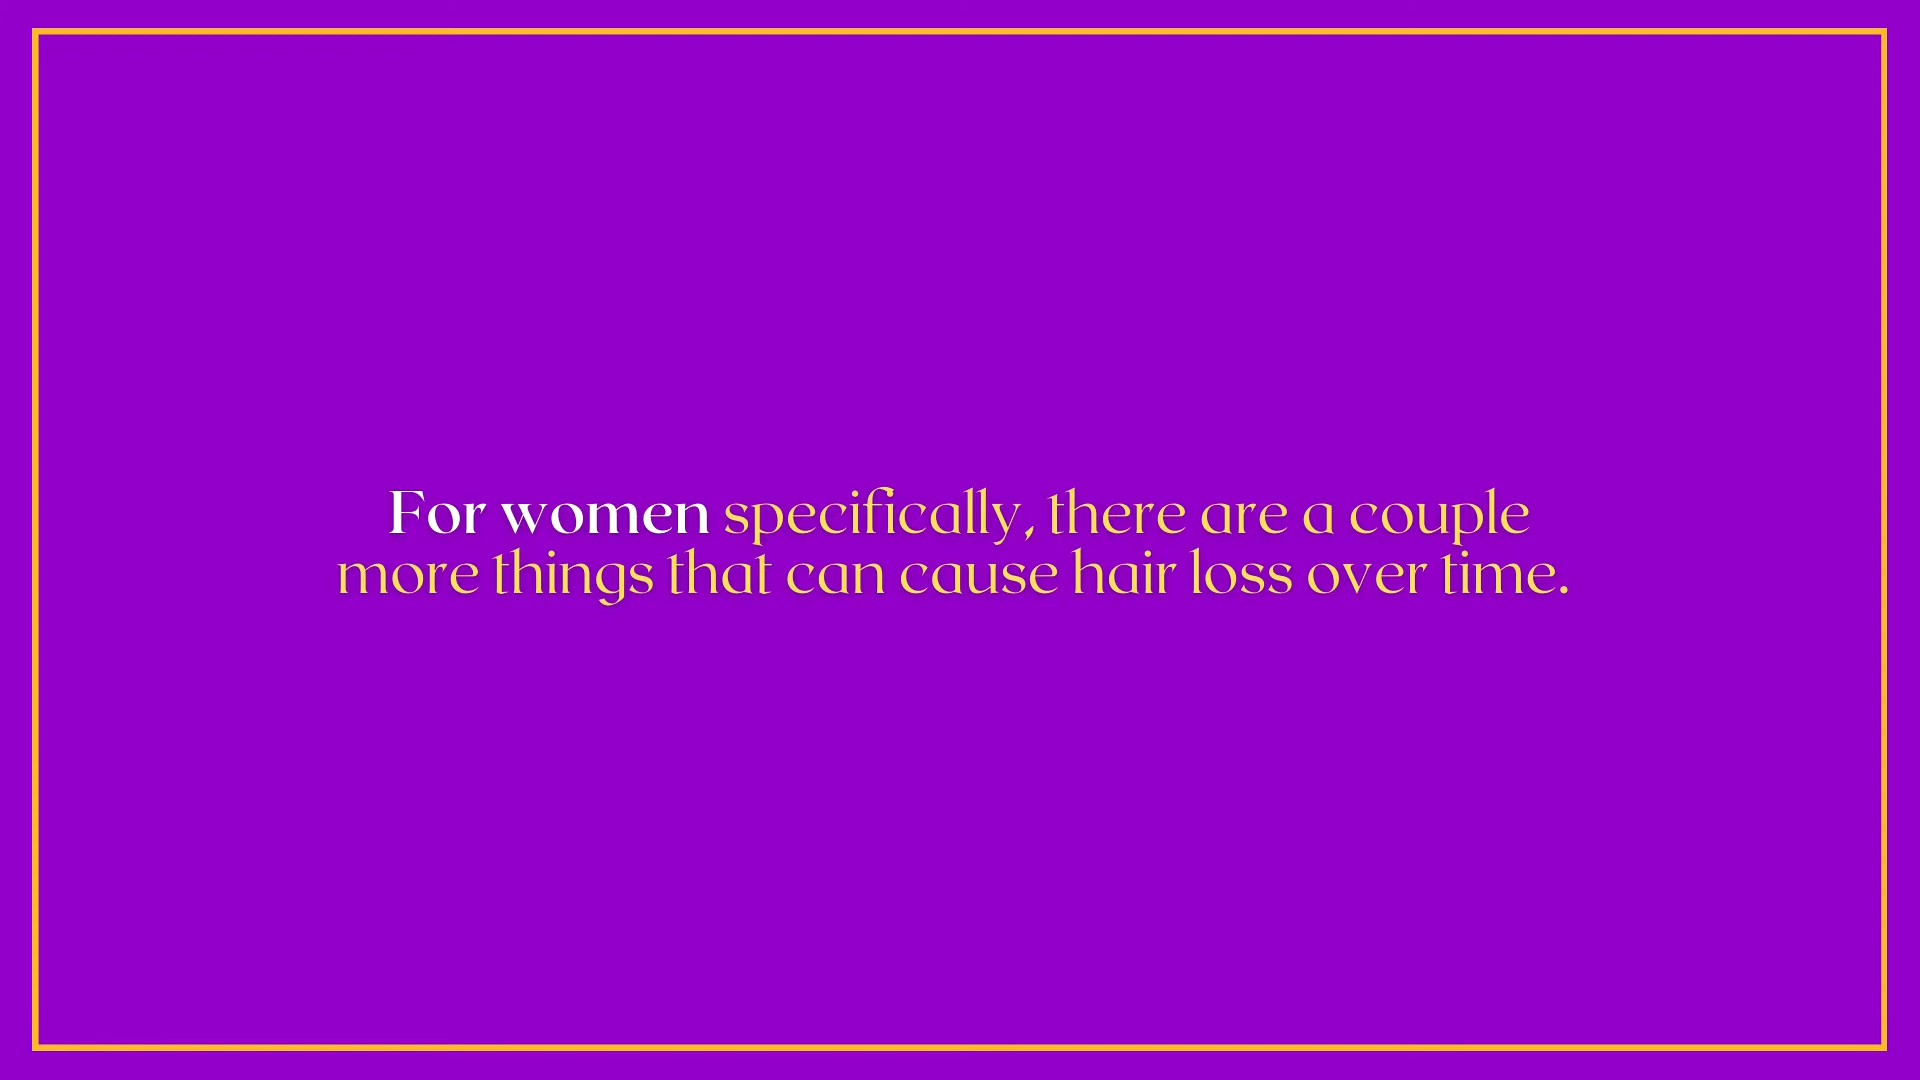 For women specifically, there are a couple
more things that can cause hair loss over time.